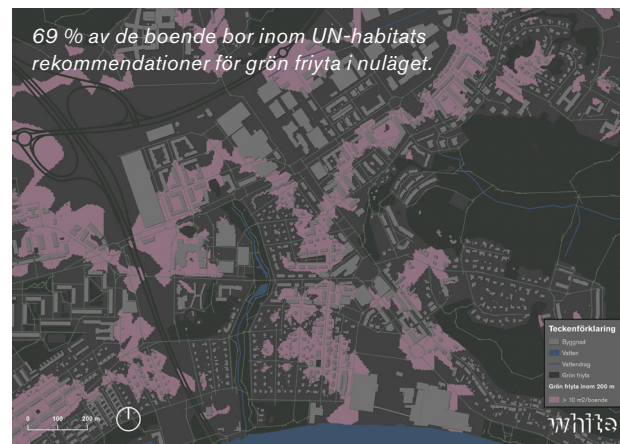 69 % av de boende bor inom UN-habitats
rekommendationer för grön friyta i nuläget.
Teckenförklaring
Byggnad
Vatten
Vattendrag
Grön friyta
Grön friyta inom 200 m
> 10 m2/boende
0 100 200 m
white